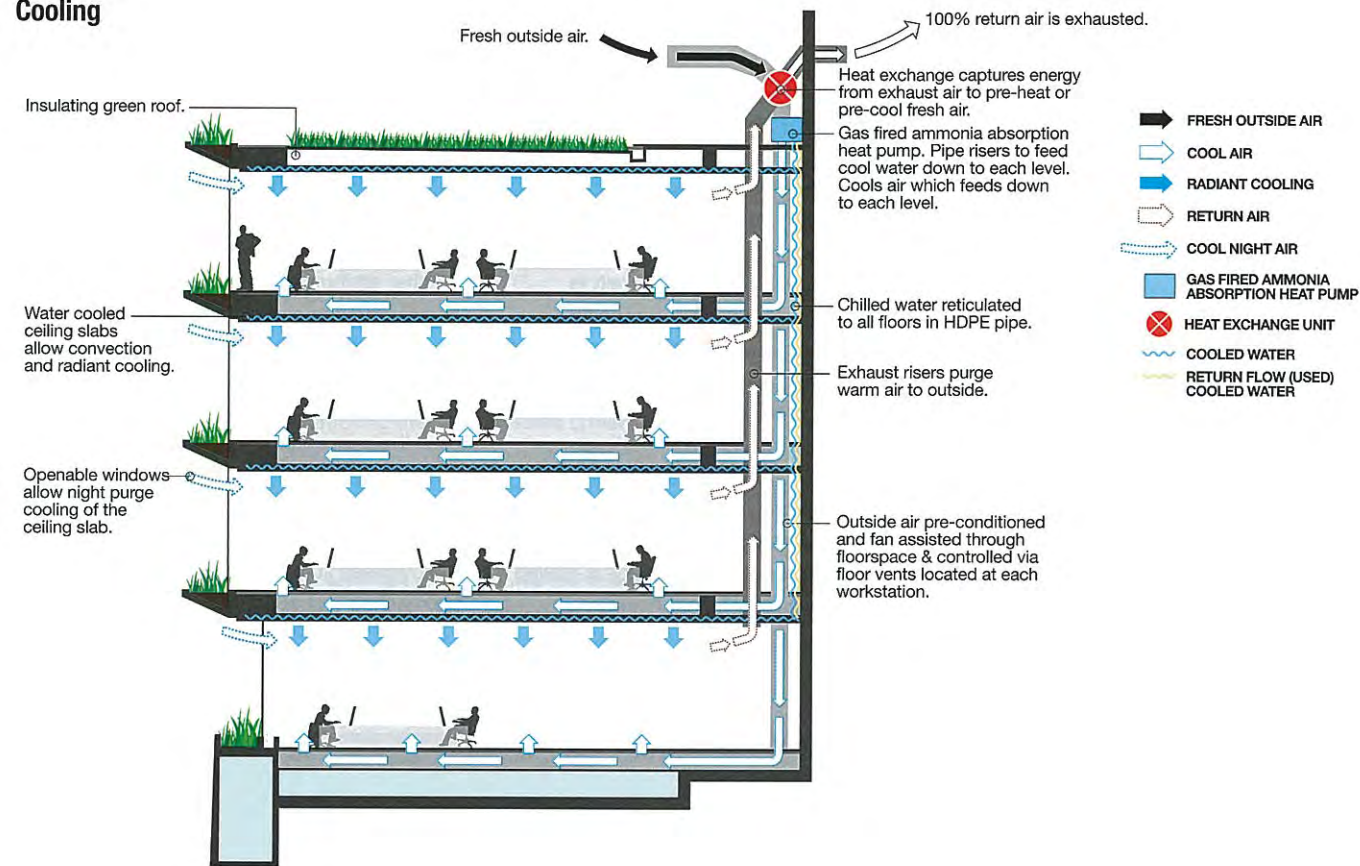 Cooling
Fresh outside air.
100% return air is exhausted.
Insulating green roof.
Heat exchange captures energy
from exhaust air to pre-heat or
pre-cool fresh air.
Gas fired ammonia absorption
heat pump. Pipe risers to feed
cool water down to each level.
Cools air which feeds down
to each level.
Water cooled
ceiling slabs
allow convection
and radiant cooling.
Chilled water reticulated
to all floors in HDPE pipe.
Exhaust risers purge
warm air to outside.
Openable windows
allow night purge
cooling of the
ceiling slab.
Outside air pre-conditioned
and fan assisted through
floorspace & controlled via
floor vents located at each
workstation.
FRESH OUTSIDE AIR
COOL AIR
RADIANT COOLING
RETURN AIR
COOL NIGHT AIR
GAS FIRED AMMONIA
ABSORPTION HEAT PUMP
HEAT EXCHANGE UNIT
COOLED WATER
RETURN FLOW (USED)
COOLED WATER